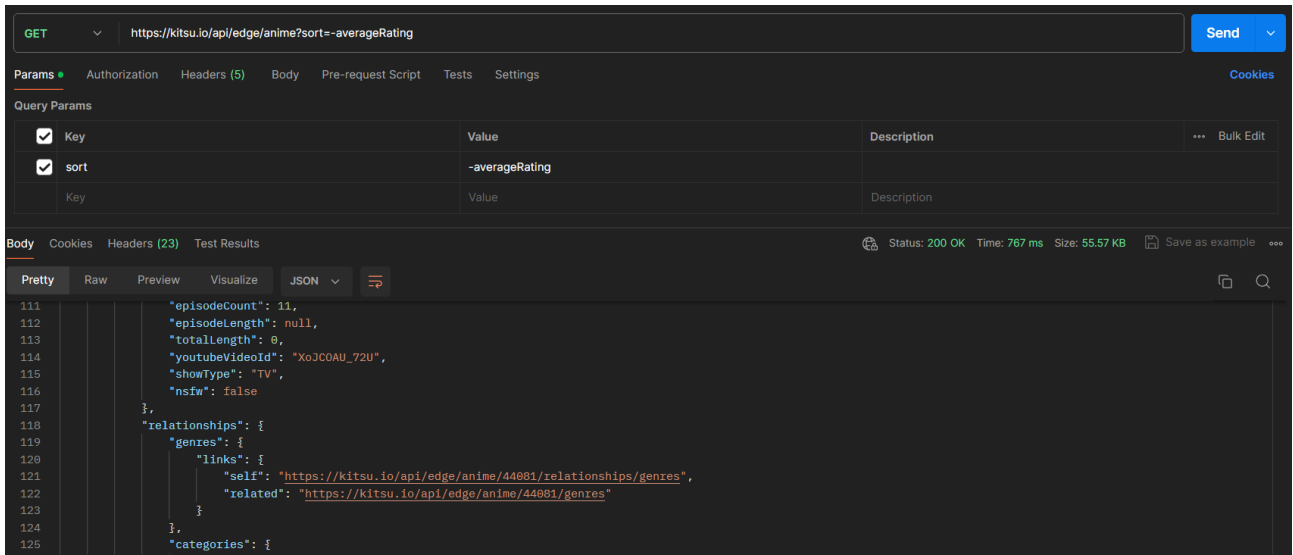 GET https://kitsu.io/api/edge/anime?sort=-averageRating Send
Params Authorization Headers (5) Body Pre-request Script Tests Settings Cookies
Query Params
Key Value Description ••• Bulk Edit
sort -averageRating
Key Value Description
Body Cookies Headers (23) Test Results Status: 200 OK Time: 767 ms Size: 55.57 KB Save as example
Pretty Raw Preview Visualize JSON
111 "episodeCount": 11,
112 "episodeLength": null,
113 "totalLength": 0,
114 "youtubeVideoId": "XoJCOAU_72U",
115 "showType": "TV",
116 "nsfw": false
117 },
118 "relationships": {
119 "genres": {
120 "links": {
121 "self": "https://kitsu.io/api/edge/anime/44081/relationships/genres",
122 "related": "https://kitsu.io/api/edge/anime/44081/genres"
123 }
124 },
125 "categories": {